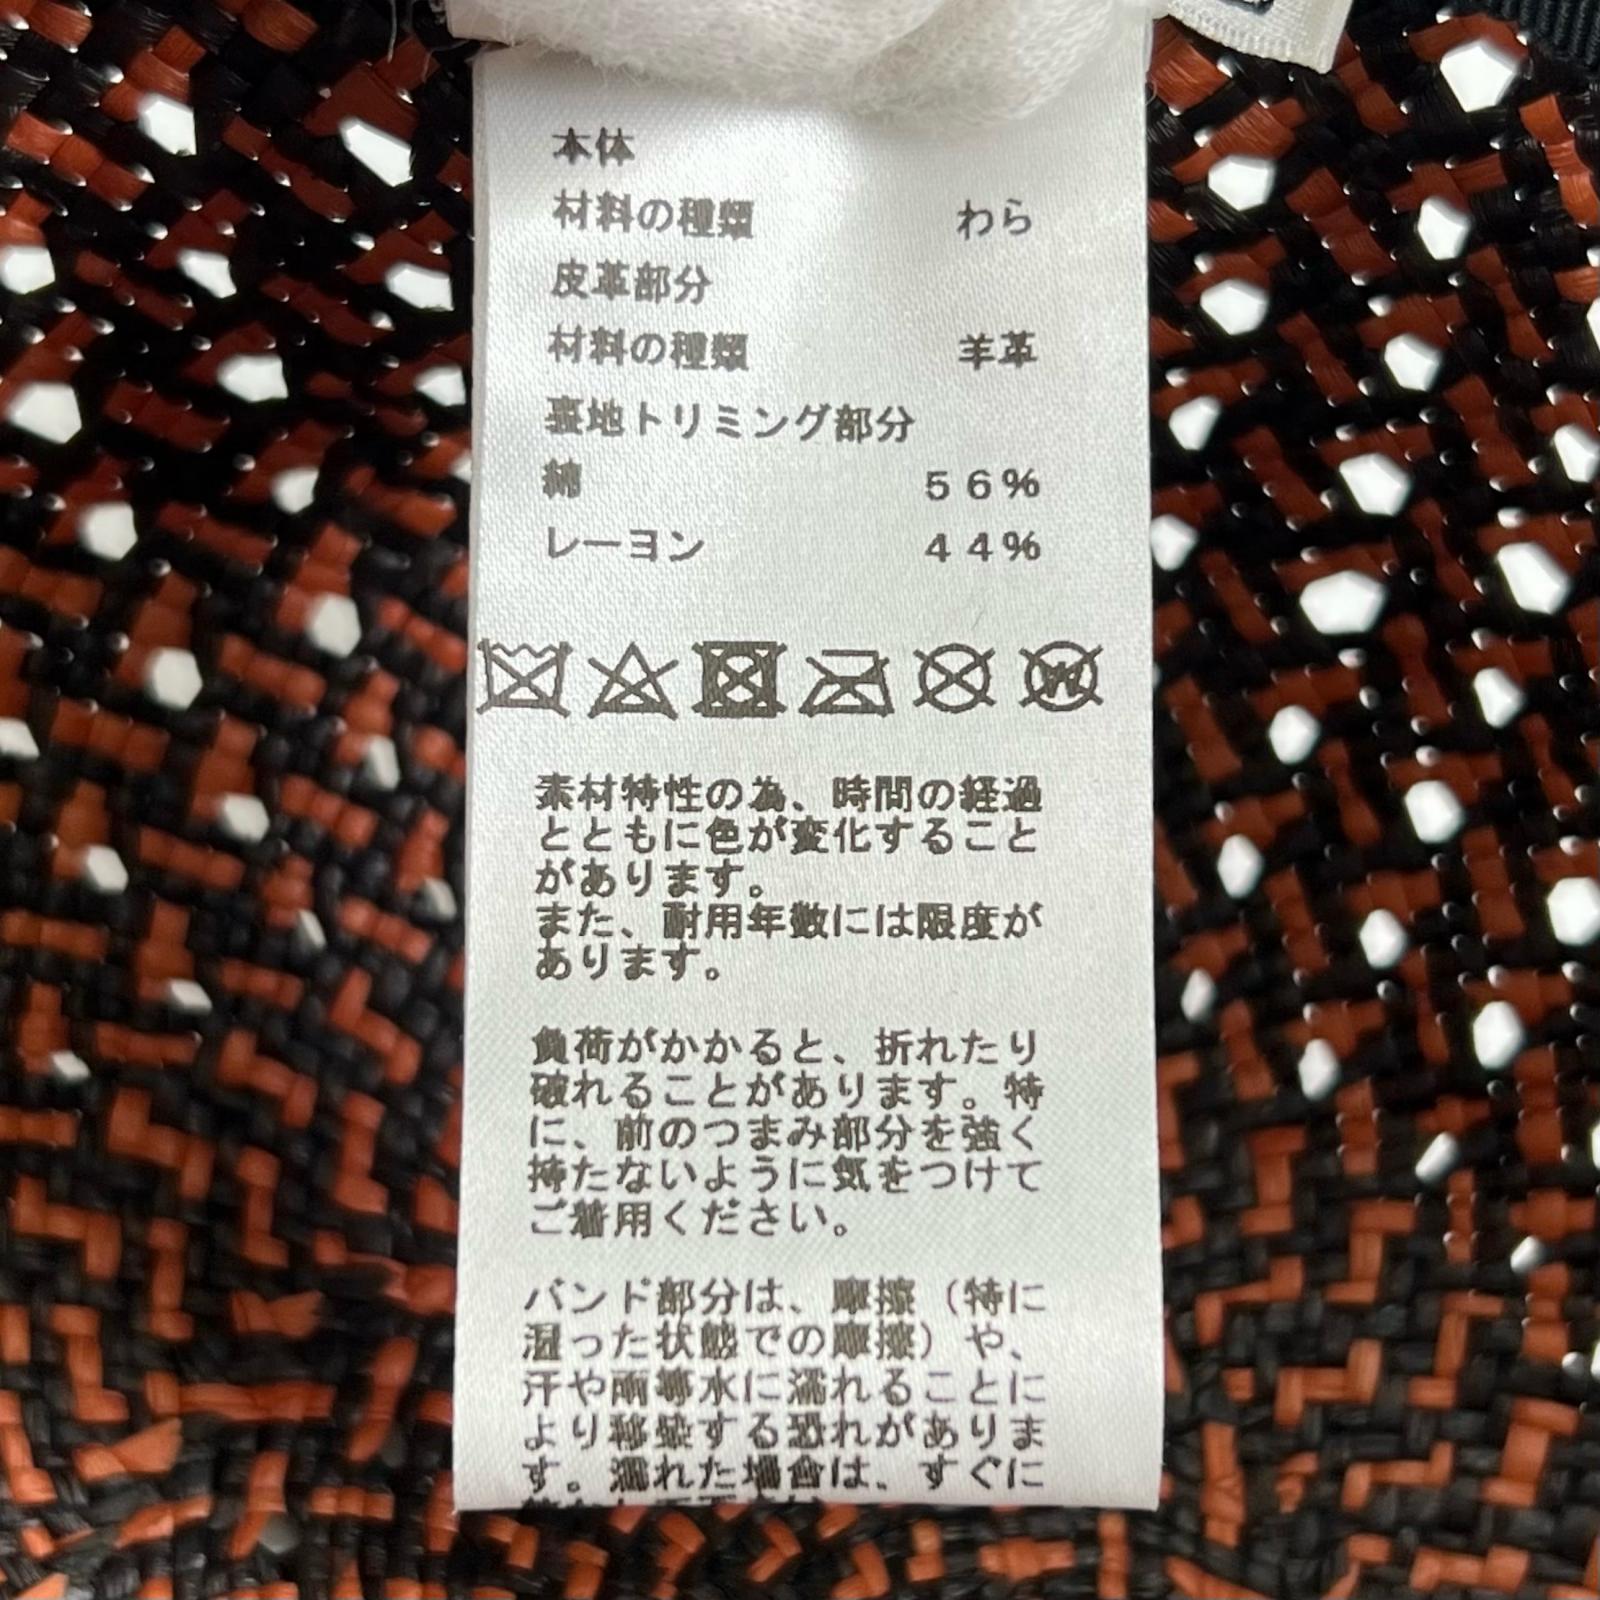 本体
材料の種類 わら
皮革部分
材料の種類 羊革
裏地トリミング部分
綿 56%
レーヨン 44%
W
素材特性の為、時間の経過
とともに色が変化すること
があります。
また、耐用年数には限度が
あります。
負荷がかかると、折れたり
破れることがあります。特
に、前のつまみ部分を強く
持たないように気をつけて
ご着用ください。
バンド部分は、摩擦（特に
湿った状態での摩擦）や、
汗や雨等水に濡れることに
より移染する恐れがありま
す。濡れた場合は、すぐに